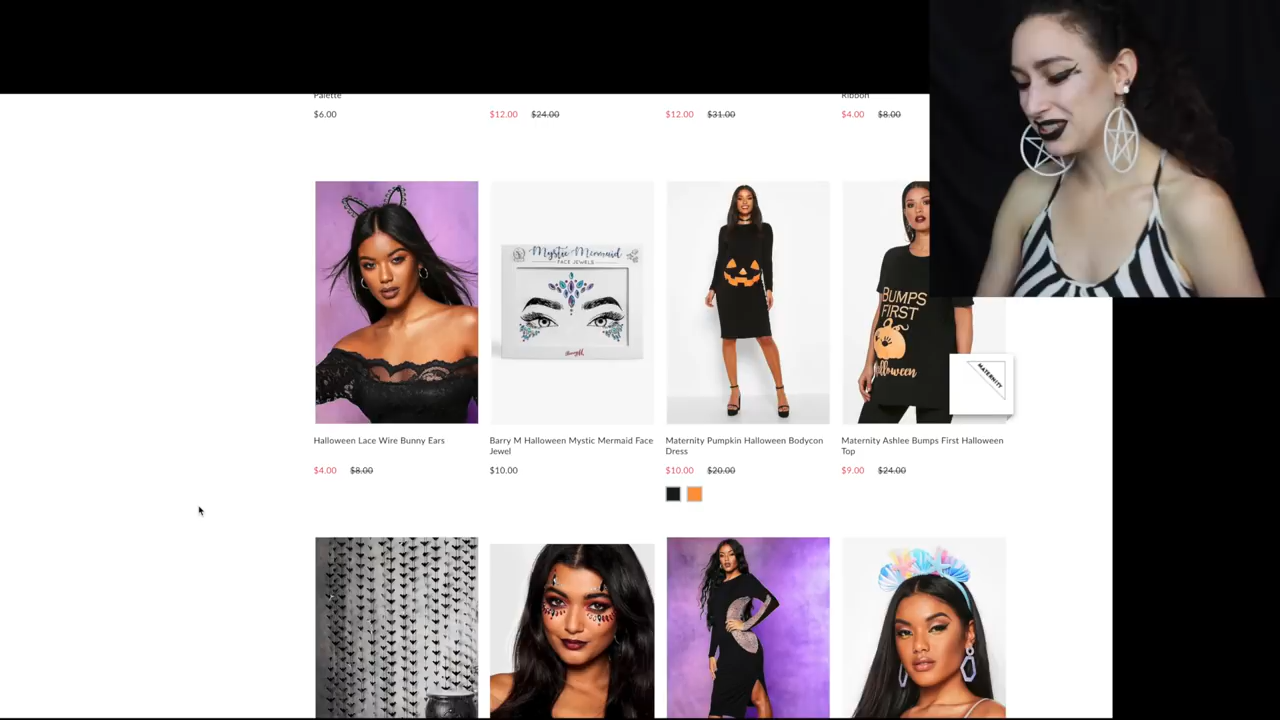 Palette
Ribbon
$6.00
$12.00 $24.00
$12.00 $31.00
$4.00 $8.00
Mystic Mermaid
FACE JEWELS
Barry M
BUMPS
FIRST
Halloween
MATERNITY
Halloween Lace Wire Bunny Ears
$4.00 $8.00
Barry M Halloween Mystic Mermaid Face
Jewel
$10.00
Maternity Pumpkin Halloween Bodycon
Dress
$10.00 $20.00
Maternity Ashlee Bumps First Halloween
Top
$9.00 $24.00